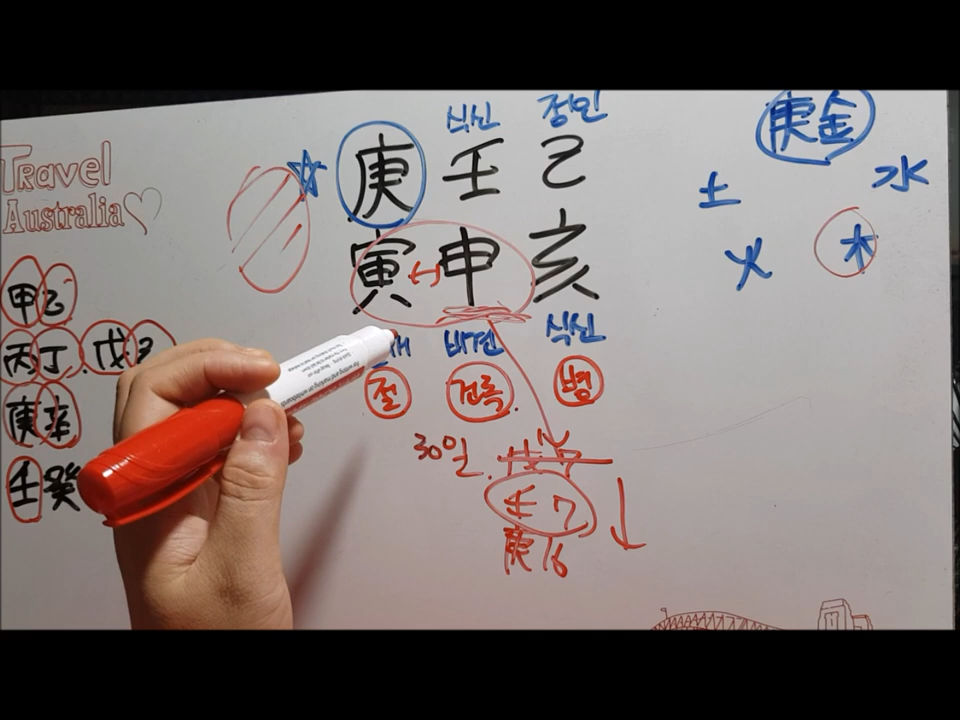 Travel
Australia
甲乙
丙丁、戊己
庚辛
壬癸
식신 정인
庚 壬 己
寅 申 亥
비견 식신
절 건록 병
30일
壬 7
庚 16
庚金
土 水
火 木